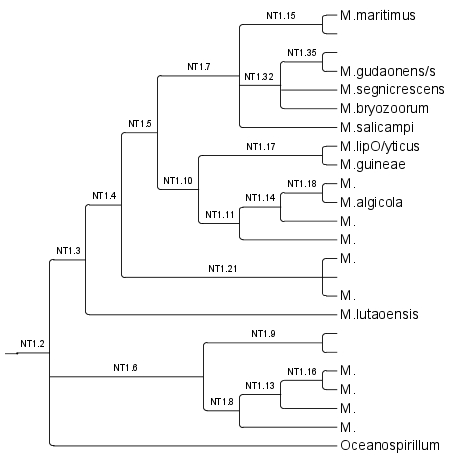 NT1.15
M.maritimus
NT1.35
NT1.7
M.gudaonens/s
NT1.32
M.segnicrescens
M.bryozoorum
NT1.5
M.salicampi
NT1.17
M.lipO/yticus
M.guineae
NT1.10
NT1.18
M.
NT1.4
NT1.14
M.algicola
NT1.11
M.
M.
NT1.3
M.
NT1.21
M.
M.lutaoensis
NT1.2
NT1.9
NT1.6
NT1.16
M.
NT1.13
M.
NT1.8
M.
M.
Oceanospirillum